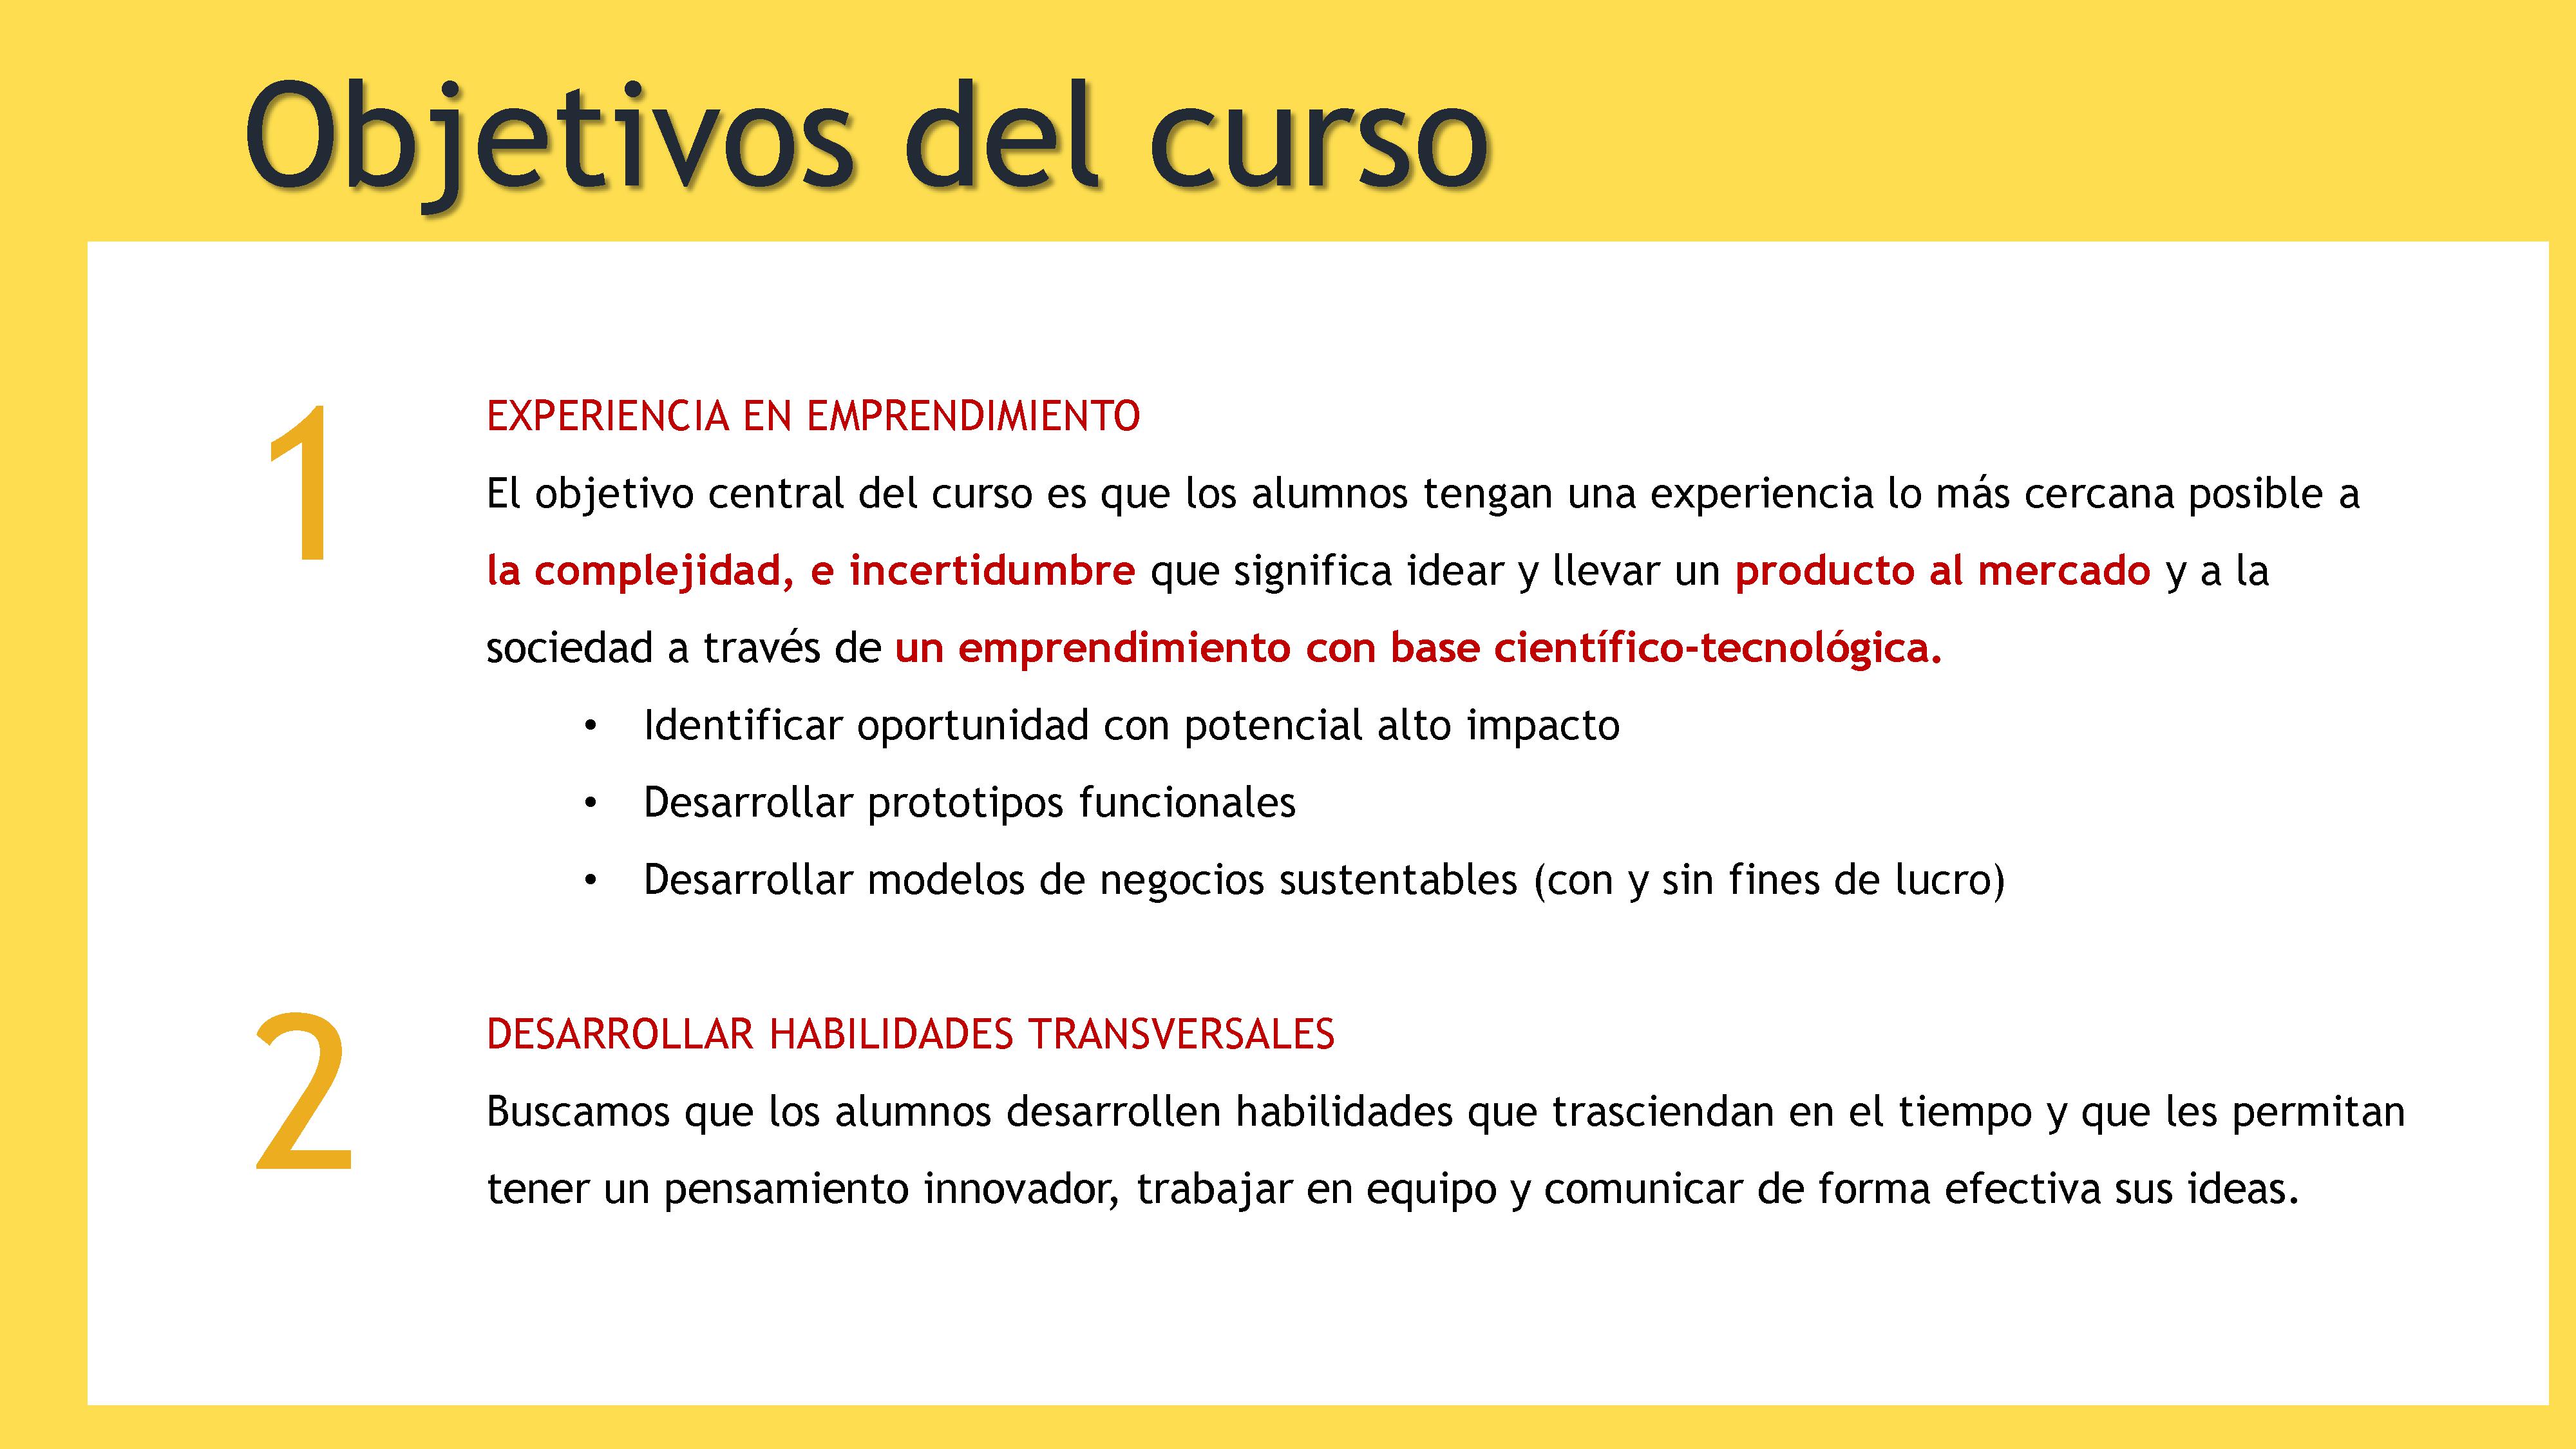 Objetivos del curso
1
EXPERIENCIA EN EMPRENDIMIENTO
El objetivo central del curso es que los alumnos tengan una experiencia lo más cercana posible a
la complejidad, e incertidumbre que significa idear y llevar un producto al mercado y a la
sociedad a través de un emprendimiento con base científico-tecnológica.
• Identificar oportunidad con potencial alto impacto
• Desarrollar prototipos funcionales
• Desarrollar modelos de negocios sustentables (con y sin fines de lucro)
2
DESARROLLAR HABILIDADES TRANSVERSALES
Buscamos que los alumnos desarrollen habilidades que trasciendan en el tiempo y que les permitan
tener un pensamiento innovador, trabajar en equipo y comunicar de forma efectiva sus ideas.